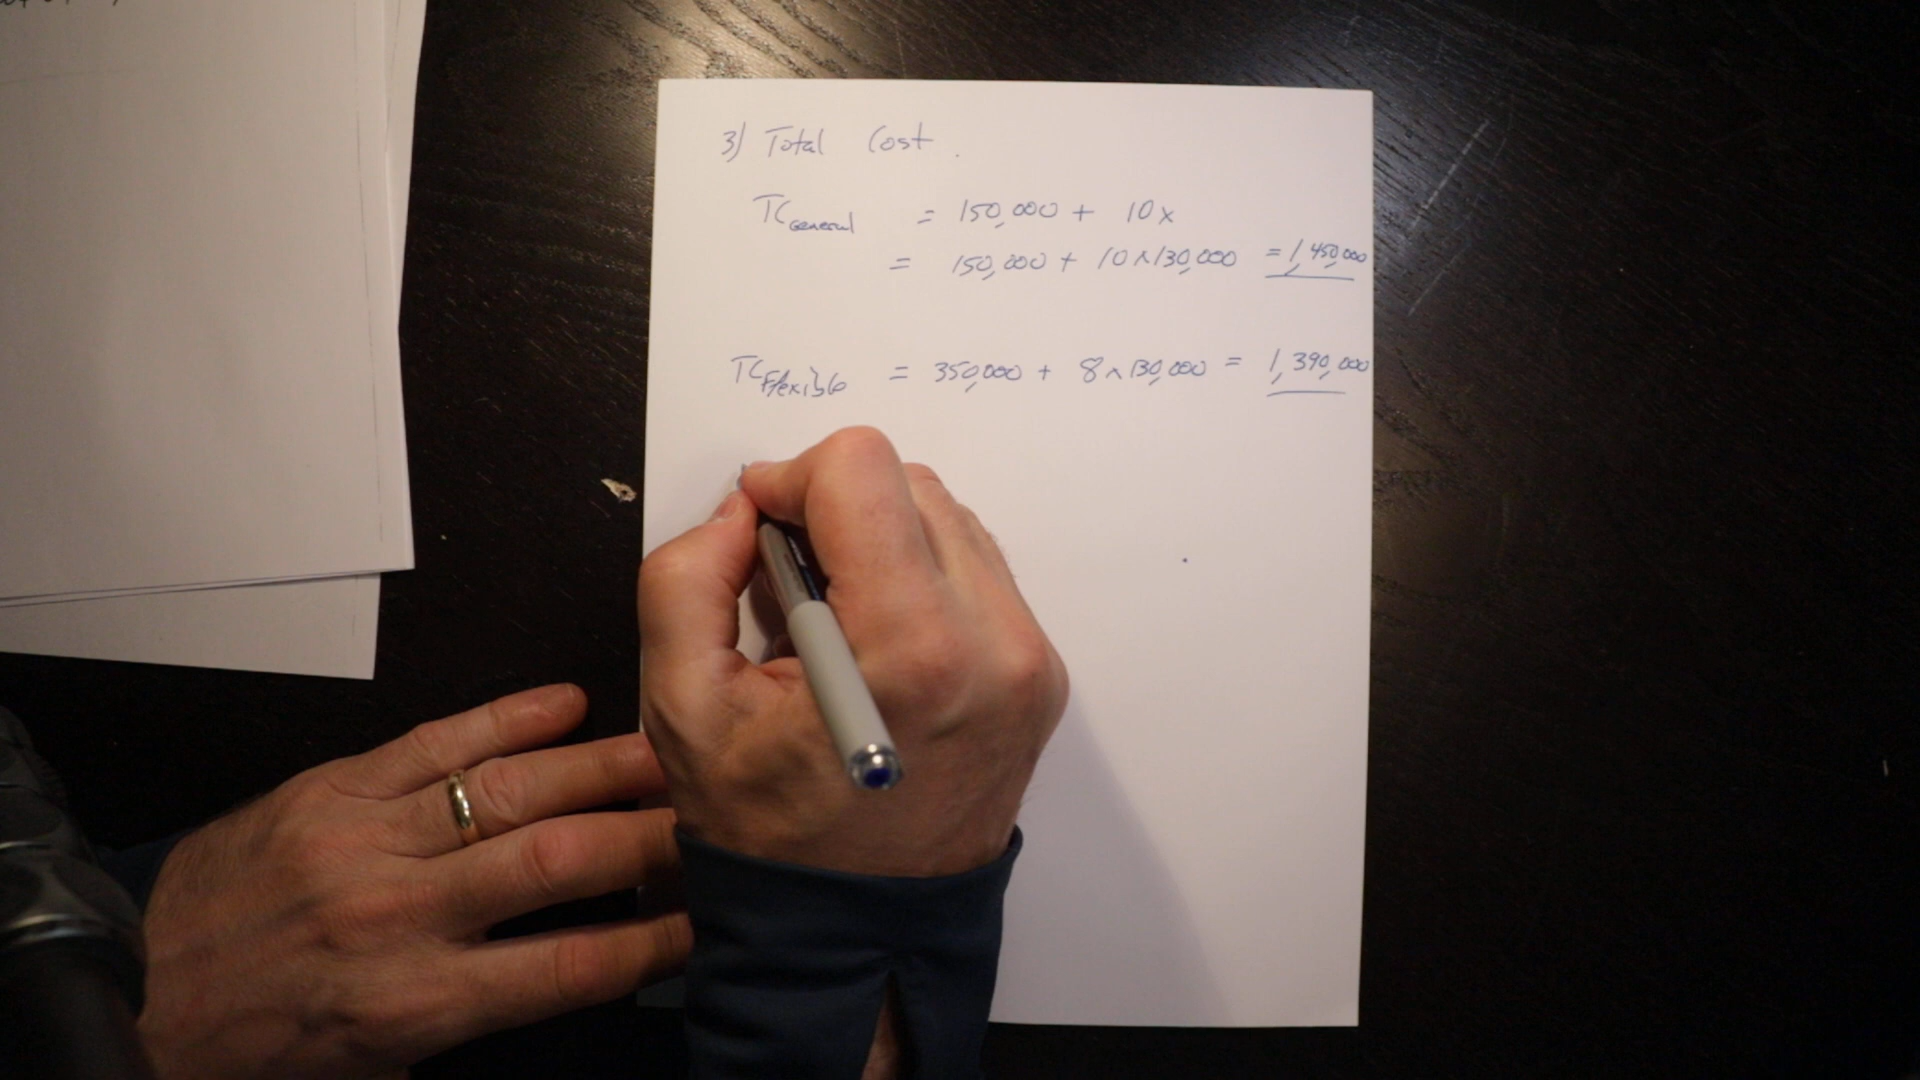 3) Total Cost.
TC General = 150,000 + 10x
= 150,000 + 10 x 130,000 = 1,450,000
TC Flexible = 350,000 + 8 x 130,000 = 1,390,000